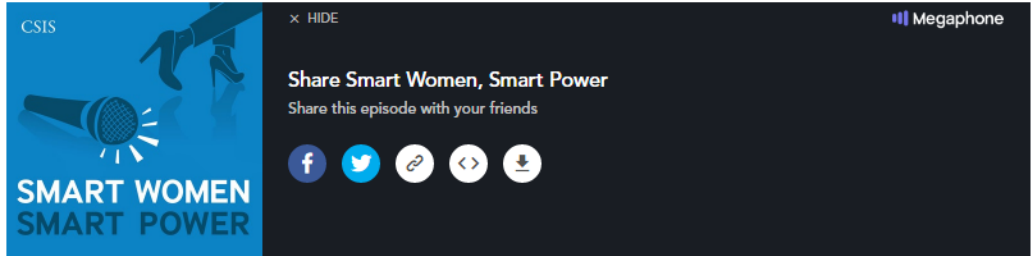 CSIS
SMART WOMEN
SMART POWER
× HIDE
Megaphone
Share Smart Women, Smart Power
Share this episode with your friends